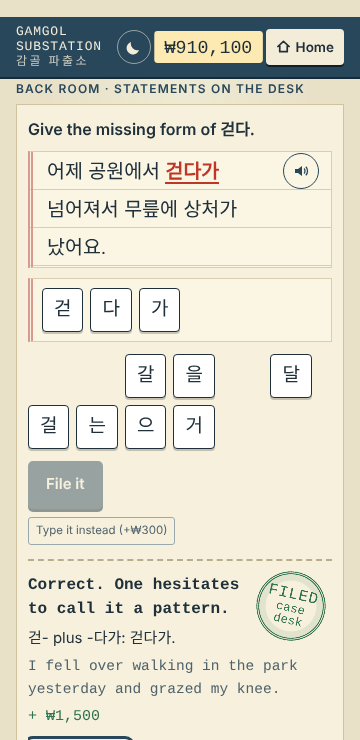 GAMGOL
SUBSTATION
감골 파출소
₩910,100
Home
BACK ROOM · STATEMENTS ON THE DESK
Give the missing form of 걷다.
어제 공원에서 걷다가
넘어져서 무릎에 상처가
났어요.
걷 다 가
갈 을 달
걸 는 으 거
File it
Type it instead (+₩300)
Correct. One hesitates
to call it a pattern.
FILED
case
desk
걷- plus -다가: 걷다가.
I fell over walking in the park
yesterday and grazed my knee.
+ ₩1,500